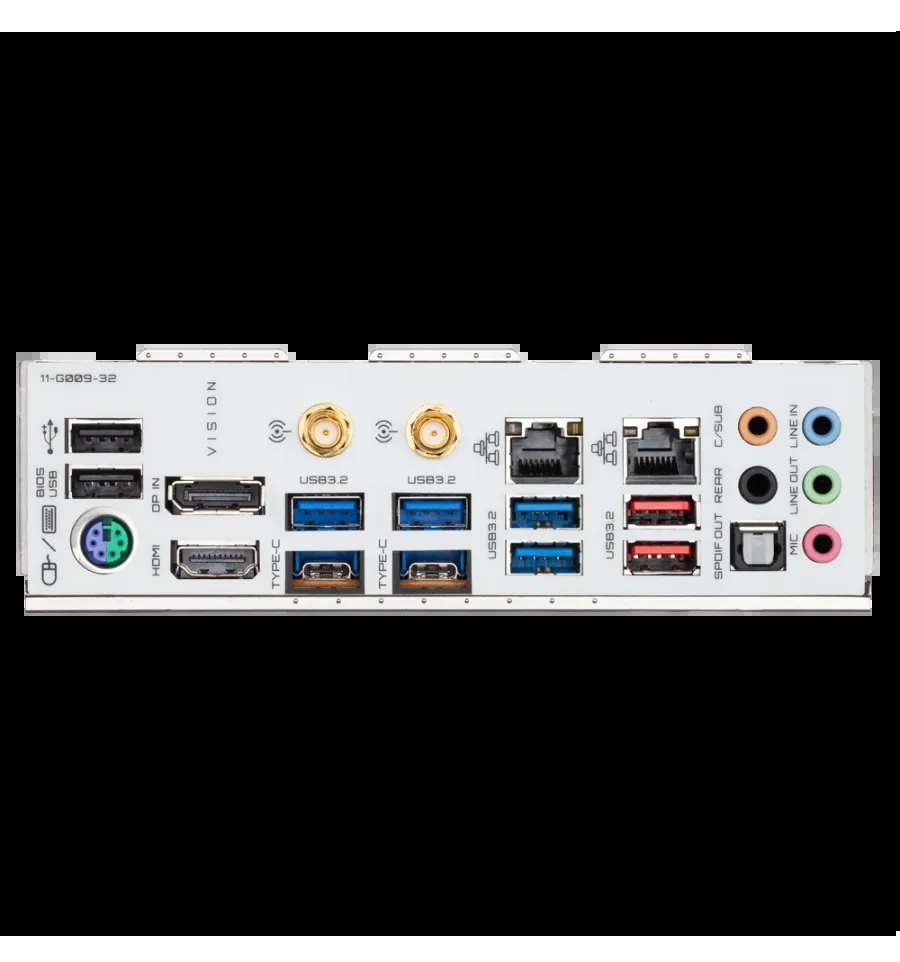 11-G009-32
VISION
BIOS
USB
DP IN
HDMI
USB3.2
TYPE-C
USB3.2
TYPE-C
USB3.2
USB3.2
C/SUB
REAR
SPDIF OUT
LINE IN
LINE OUT
MIC